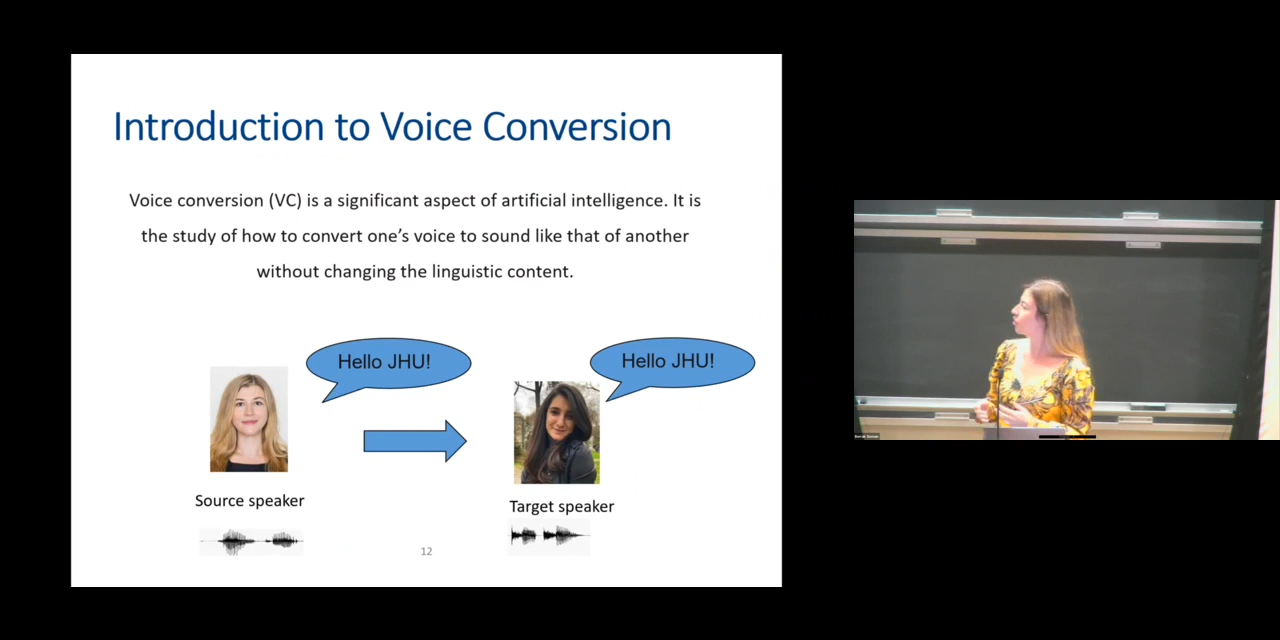 Introduction to Voice Conversion
Voice conversion (VC) is a significant aspect of artificial intelligence. It is
the study of how to convert one’s voice to sound like that of another
without changing the linguistic content.
Hello JHU!
Hello JHU!
Source speaker
Target speaker
12